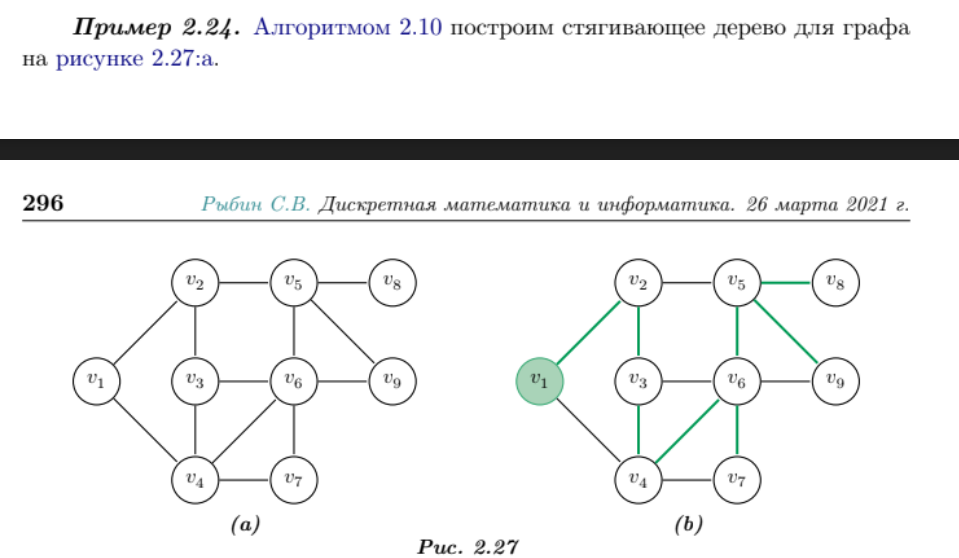 Пример 2.24. Алгоритмом 2.10 построим стягивающее дерево для графа
на рисунке 2.27:a.
296 Рыбин С.В. Дискретная математика и информатика. 26 марта 2021 г.
v2 v5 v8 v2 v5 v8
v1 v3 v6 v9 v1 v3 v6 v9
v4 v7 v4 v7
(a) (b)
Рис. 2.27